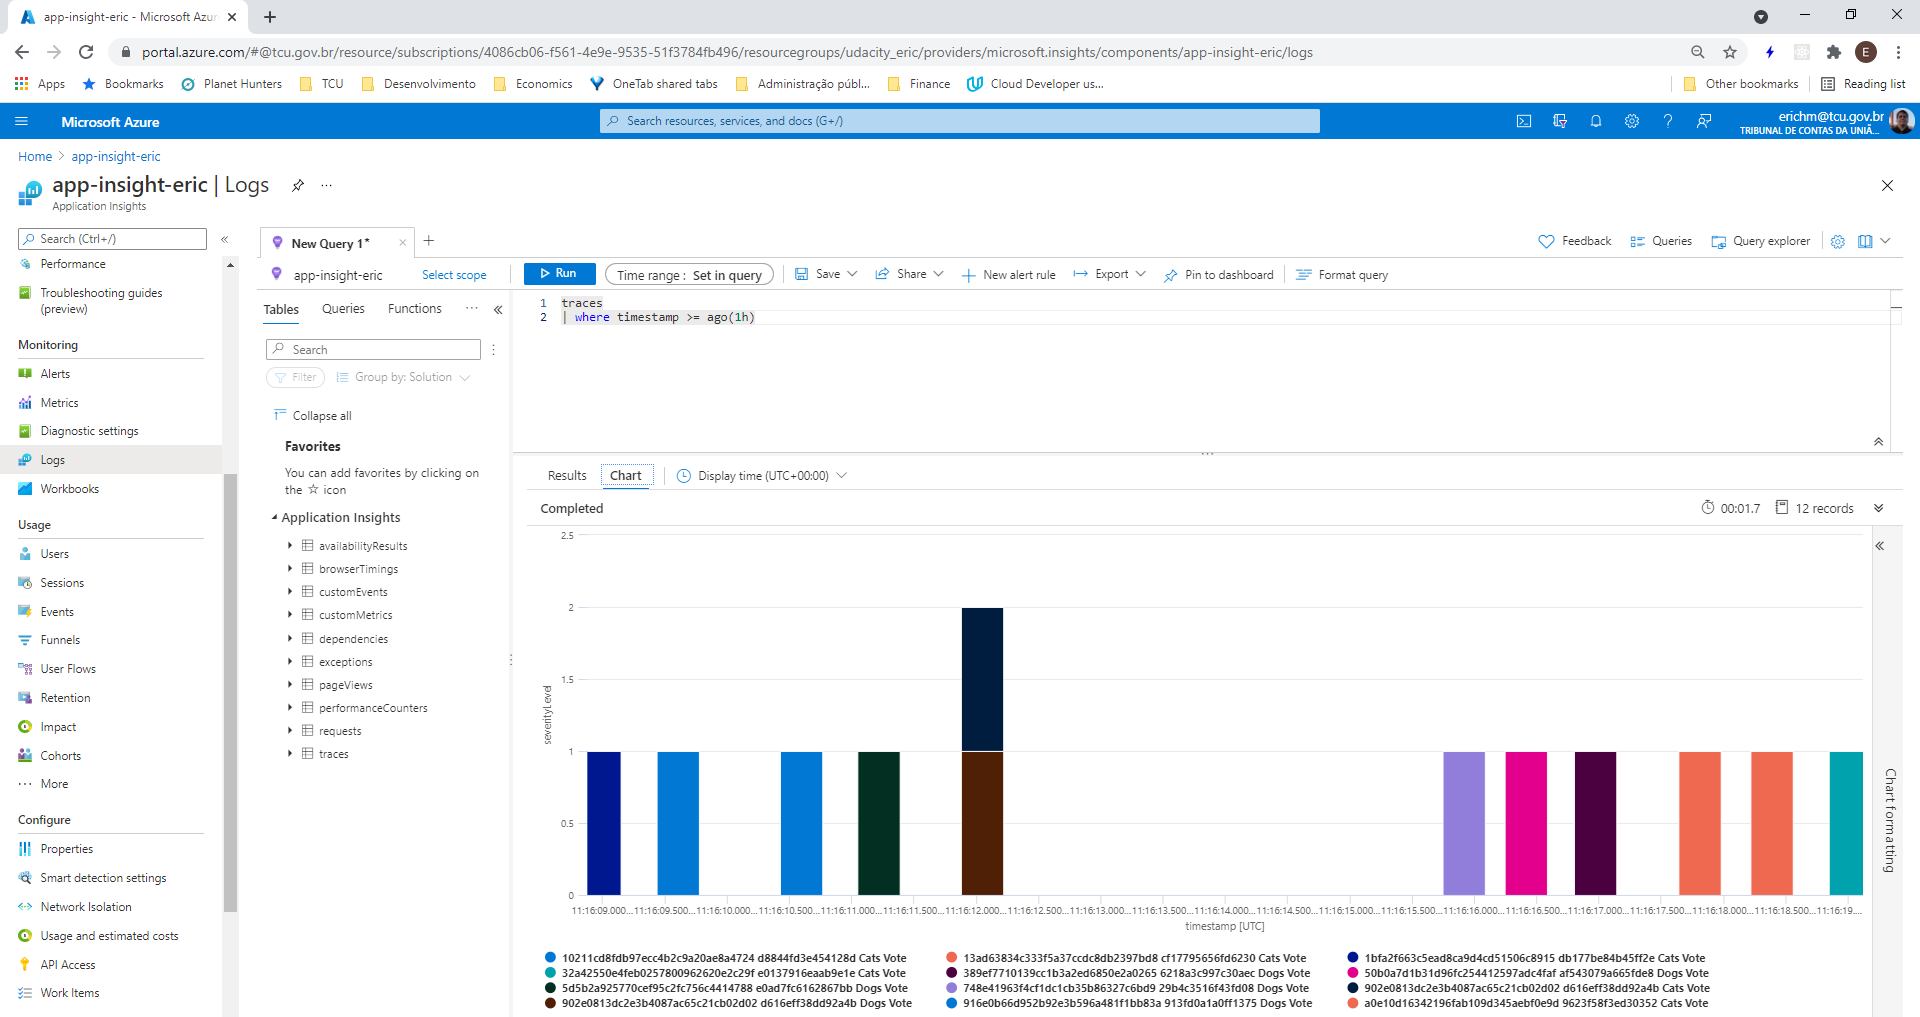 app-insight-eric - Microsoft Azur
portal.azure.com/#@tcu.gov.br/resource/subscriptions/4086cb06-f561-4e9e-9535-51f3784fb496/resourcegroups/udacity_eric/providers/microsoft.insights/components/app-insight-eric/logs
E
Apps Bookmarks Planet Hunters TCU Desenvolvimento Economics OneTab shared tabs Administração públ... Finance Cloud Developer us... Other bookmarks Reading list
Microsoft Azure
Search resources, services, and docs (G+/)
erichm@tcu.gov.br
TRIBUNAL DE CONTAS DA UNIÃ...
Home > app-insight-eric
app-insight-eric | Logs
Application Insights
Search (Ctrl+/)
Performance
Troubleshooting guides
(preview)
Monitoring
Alerts
Metrics
Diagnostic settings
Logs
Workbooks
Usage
Users
Sessions
Events
Funnels
User Flows
Retention
Impact
Cohorts
More
Configure
Properties
Smart detection settings
Network Isolation
Usage and estimated costs
API Access
Work Items
New Query 1*
Feedback Queries Query explorer
app-insight-eric Select scope
Run Time range : Set in query Save Share New alert rule Export Pin to dashboard Format query
Tables Queries Functions
Search
Filter Group by: Solution
Collapse all
Favorites
You can add favorites by clicking on
the ☆ icon
Application Insights
availabilityResults
browserTimings
customEvents
customMetrics
dependencies
exceptions
pageViews
performanceCounters
requests
traces
1 traces
2 | where timestamp >= ago(1h)
Results Chart Display time (UTC+00:00)
Completed 00:01.7 12 records
Chart formatting
2.5
2
1.5
1
0.5
0
severityLevel
11:16:09.000... 11:16:09.500... 11:16:10.000... 11:16:10.500... 11:16:11.000... 11:16:11.500... 11:16:12.000... 11:16:12.500... 11:16:13.000... 11:16:13.500... 11:16:14.000... 11:16:14.500... 11:16:15.000... 11:16:15.500... 11:16:16.000... 11:16:16.500... 11:16:17.000... 11:16:17.500... 11:16:18.000... 11:16:18.500... 11:16:19....
timestamp [UTC]
10211cd8fdb97ecc4b2c9a20ae8a4724 d8844fd3e454128d Cats Vote
13ad63834c333f5a37ccdc8db2397bd8 cf17795656fd6230 Cats Vote
1bfa2f663c5ead8ca9d4cd51506c8915 db177be84b45ff2e Cats Vote
32a42550e4feb0257800962620e2c29f e0137916eaab9e1e Cats Vote
389ef7710139cc1b3a2ed6850e2a0265 6218a3c997c30aec Dogs Vote
50b0a7d1b31d96fc254412597adc4faf af543079a665fde8 Dogs Vote
5d5b2a925770cef95c2fc756c4414788 e0ad7fc6162867bb Dogs Vote
748e41963f4cf1dc1cb35b86327c6bd9 29b4c3516f43fd08 Dogs Vote
902e0813dc2e3b4087ac65c21cb02d02 d616eff38dd92a4b Cats Vote
902e0813dc2e3b4087ac65c21cb02d02 d616eff38dd92a4b Dogs Vote
916e0b66d952b92e3b596a481f1bb83a 913fd0a1a0ff1375 Dogs Vote
a0e10d16342196fab109d345aebf0e9d 9623f58f3ed30352 Cats Vote